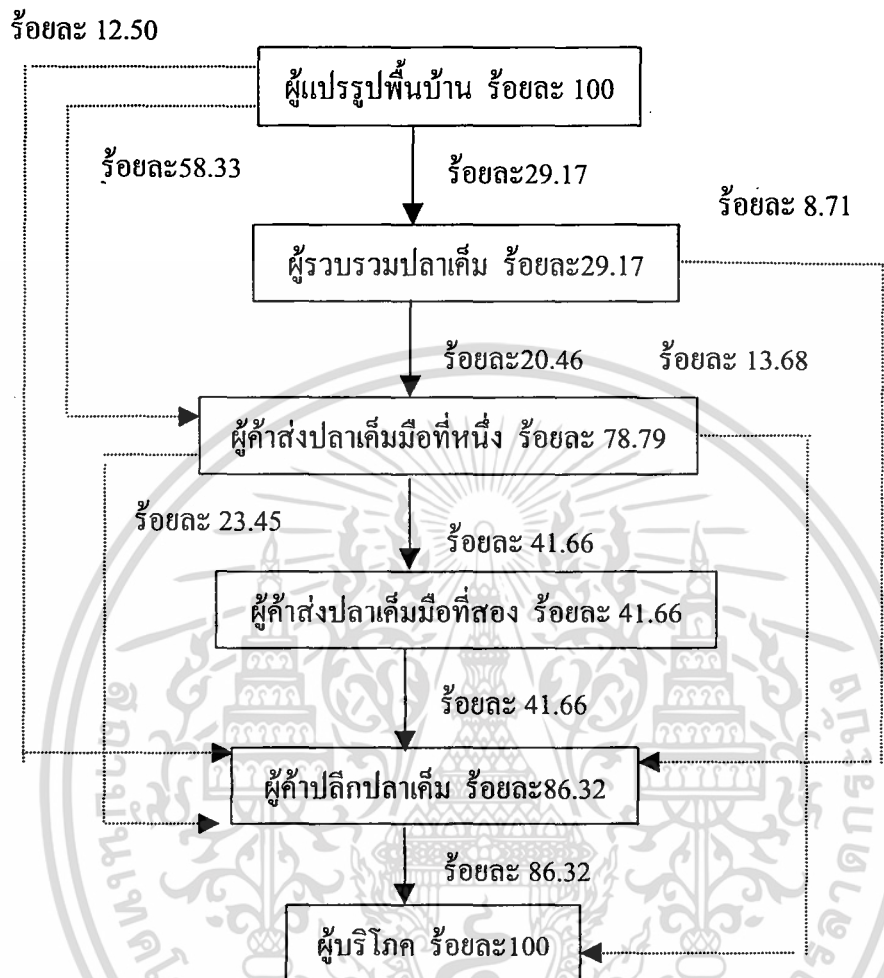 ร้อยละ 12.50
ผู้แปรรูปพื้นบ้าน ร้อยละ 100
ร้อยละ58.33
ร้อยละ29.17
ร้อยละ 8.71
ผู้รวบรวมปลาเค็ม ร้อยละ29.17
ร้อยละ20.46
ร้อยละ 13.68
ผู้ค้าส่งปลาเค็มมือที่หนึ่ง ร้อยละ 78.79
ร้อยละ 23.45
ร้อยละ 41.66
ผู้ค้าส่งปลาเค็มมือที่สอง ร้อยละ 41.66
ร้อยละ 41.66
ผู้ค้าปลีกปลาเค็ม ร้อยละ86.32
ร้อยละ 86.32
ผู้บริโภค ร้อยละ100